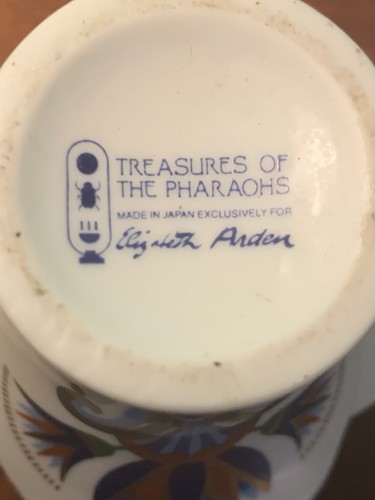 TREASURES OF
THE PHARAOHS
MADE IN JAPAN EXCLUSIVELY FOR
Elizabeth Arden